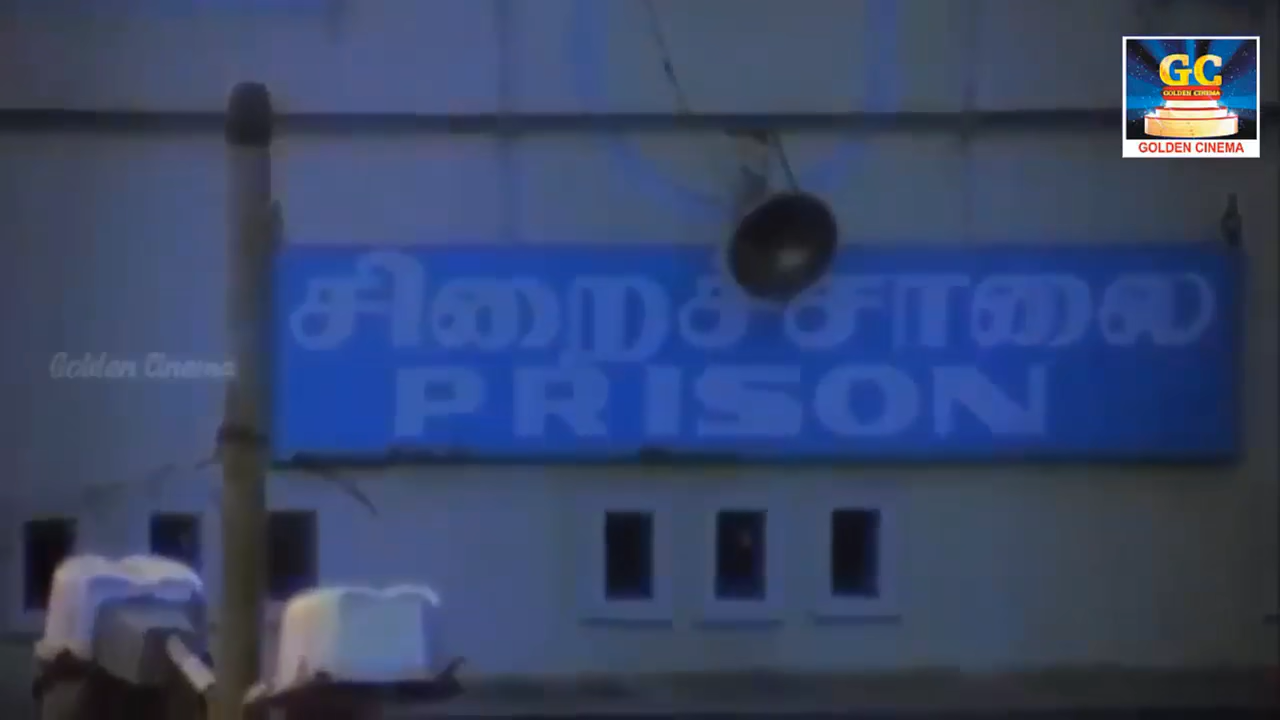 GC
GOLDEN CINEMA
GOLDEN CINEMA
சிறைச்சாலை
PRISON
Golden Cinema